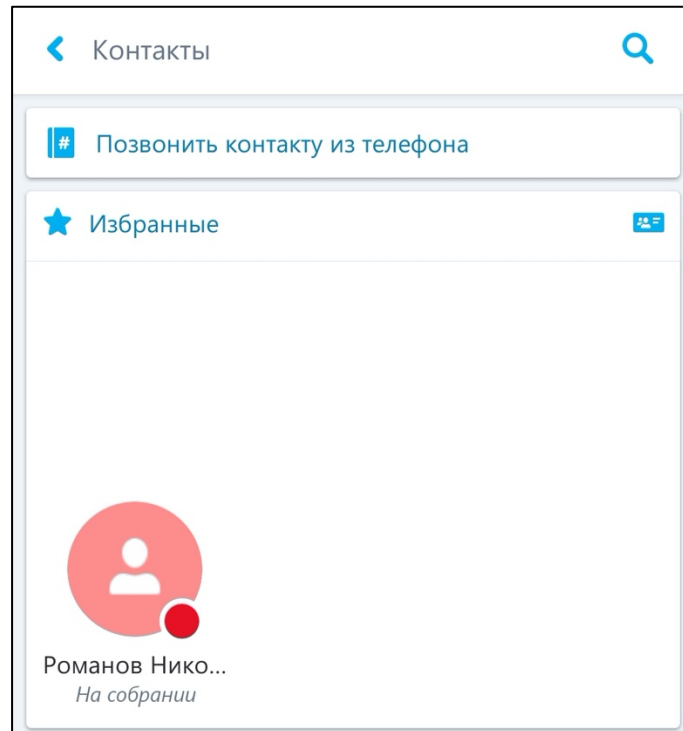 Контакты
#
Позвонить контакту из телефона
Избранные
Романов Нико...
На собрании